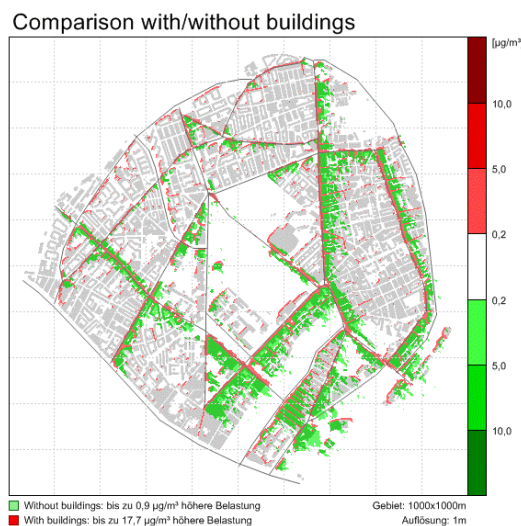 Comparison with/without buildings
[µg/m³
10,0
5,0
0,2
0,2
5,0
10,0
Without buildings: bis zu 0,9 µg/m³ höhere Belastung
Gebiet: 1000x1000m
With buildings: bis zu 17,7 µg/m³ höhere Belastung
Auflösung: 1m